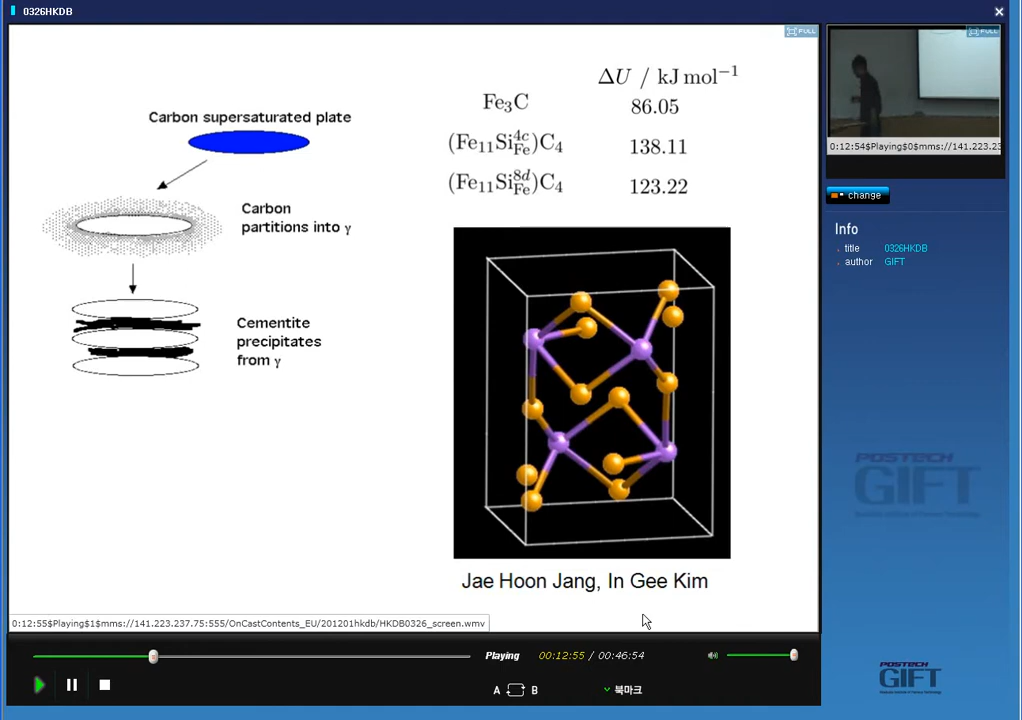 0326HKDB
FULL
Carbon supersaturated plate
Carbon
partitions into γ
Cementite
precipitates
from γ
ΔU / kJ mol⁻¹
Fe₃C 86.05
(Fe₁₁Si⁴ᶜ_Fe)C₄ 138.11
(Fe₁₁Si⁸ᵈ_Fe)C₄ 123.22
Jae Hoon Jang, In Gee Kim
0:12:55$Playing$1$mms://141.223.237.75:555/OnCastContents_EU/201201hkdb/HKDB0326_screen.wmv
Playing 00:12:55 / 00:46:54
A B
북마크
FULL
0:12:54$Playing$0$mms://141.223.23
change
Info
title 0326HKDB
author GIFT
POSTECH
GIFT
POSTECH
GIFT